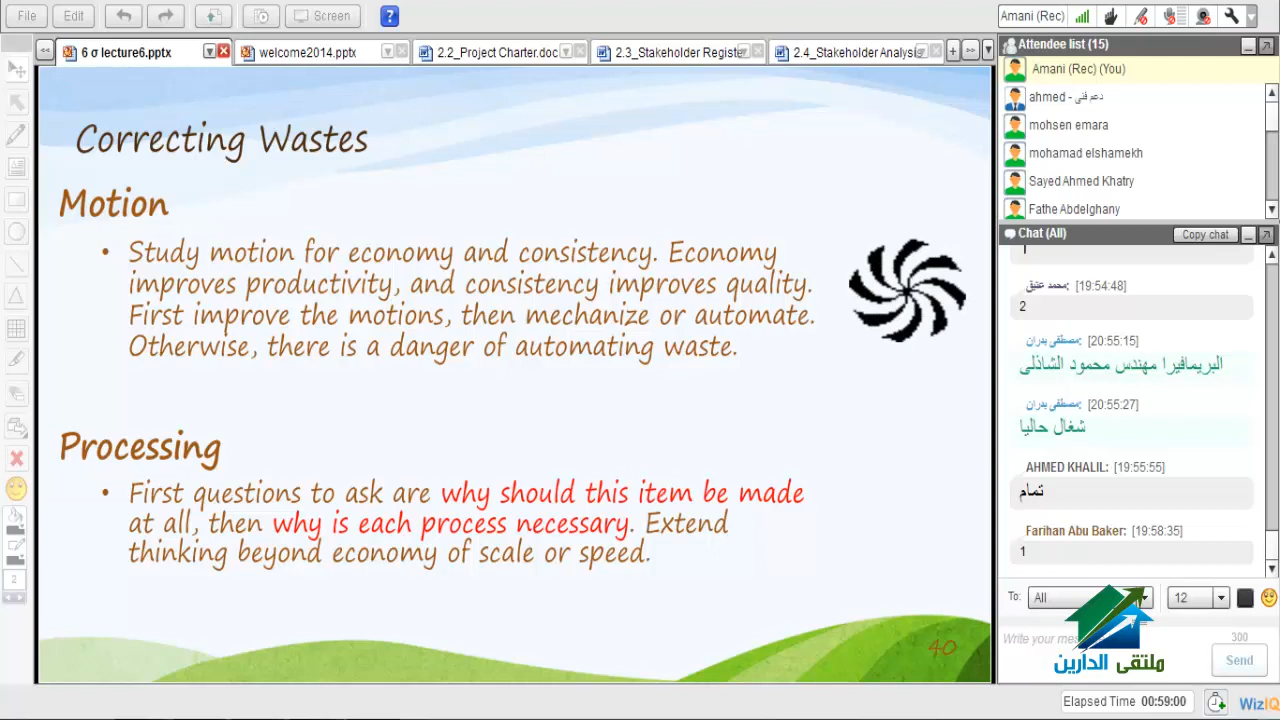 File
Edit
Screen
?
Amani (Rec)
6 σ lecture6.pptx
welcome2014.pptx
2.2_Project Charter.doc
2.3_Stakeholder Registe
2.4_Stakeholder Analysis
Correcting Wastes
Motion
• Study motion for economy and consistency. Economy
improves productivity, and consistency improves quality.
First improve the motions, then mechanize or automate.
Otherwise, there is a danger of automating waste.
Processing
• First questions to ask are why should this item be made
at all, then why is each process necessary. Extend
thinking beyond economy of scale or speed.
40
2
Attendee list (15)
Amani (Rec) (You)
ahmed - دعم فنى
mohsen emara
mohamad elshamekh
Sayed Ahmed Khatry
Fathe Abdelghany
Chat (All)
Copy chat
1
محمد عتيق: [19:54:48]
2
مصطفى بدران: [20:55:15]
البريمافيرا مهندس محمود الشاذلى
مصطفى بدران: [20:55:27]
شغال حاليا
AHMED KHALIL: [19:55:55]
تمام
Farihan Abu Baker: [19:58:35]
1
To:
All
12
Write your mes
300
Send
ملتقى الدارين
Elapsed Time 00:59:00
WizIQ